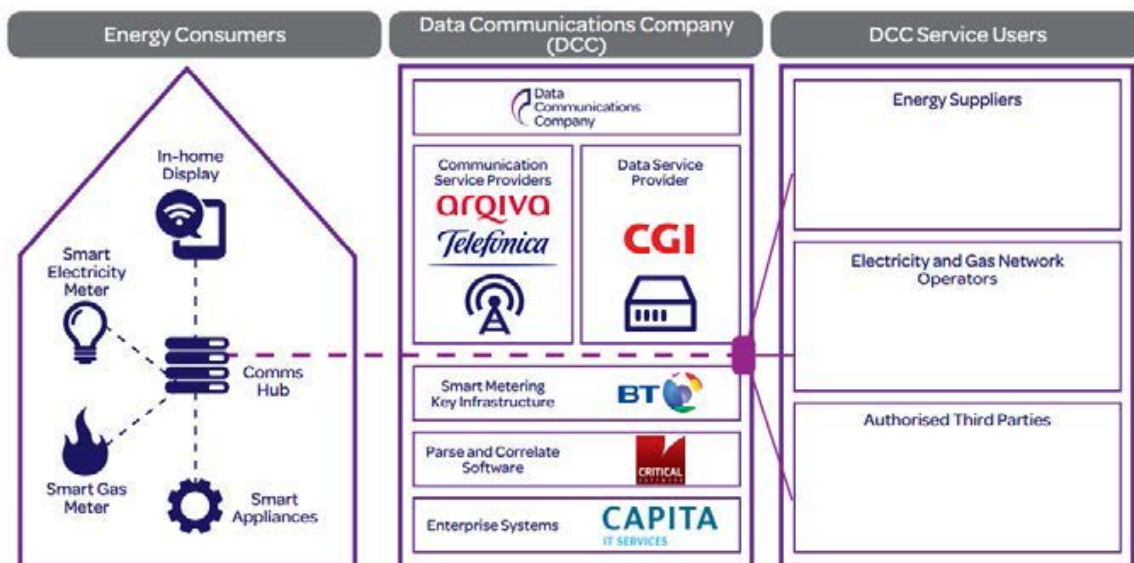 Energy Consumers
Data Communications Company
(DCC)
DCC Service Users
In-home
Display
Smart
Electricity
Meter
Comms
Hub
Smart Gas
Meter
Smart
Appliances
Data
Communications
Company
Communication
Service Providers
arqiva
Telefónica
Data Service
Provider
CGI
Smart Metering
Key Infrastructure
BT
Parse and Correlate
Software
CRITICAL
SOFTWARE
Enterprise Systems
CAPITA
IT SERVICES
Energy Suppliers
Electricity and Gas Network
Operators
Authorised Third Parties